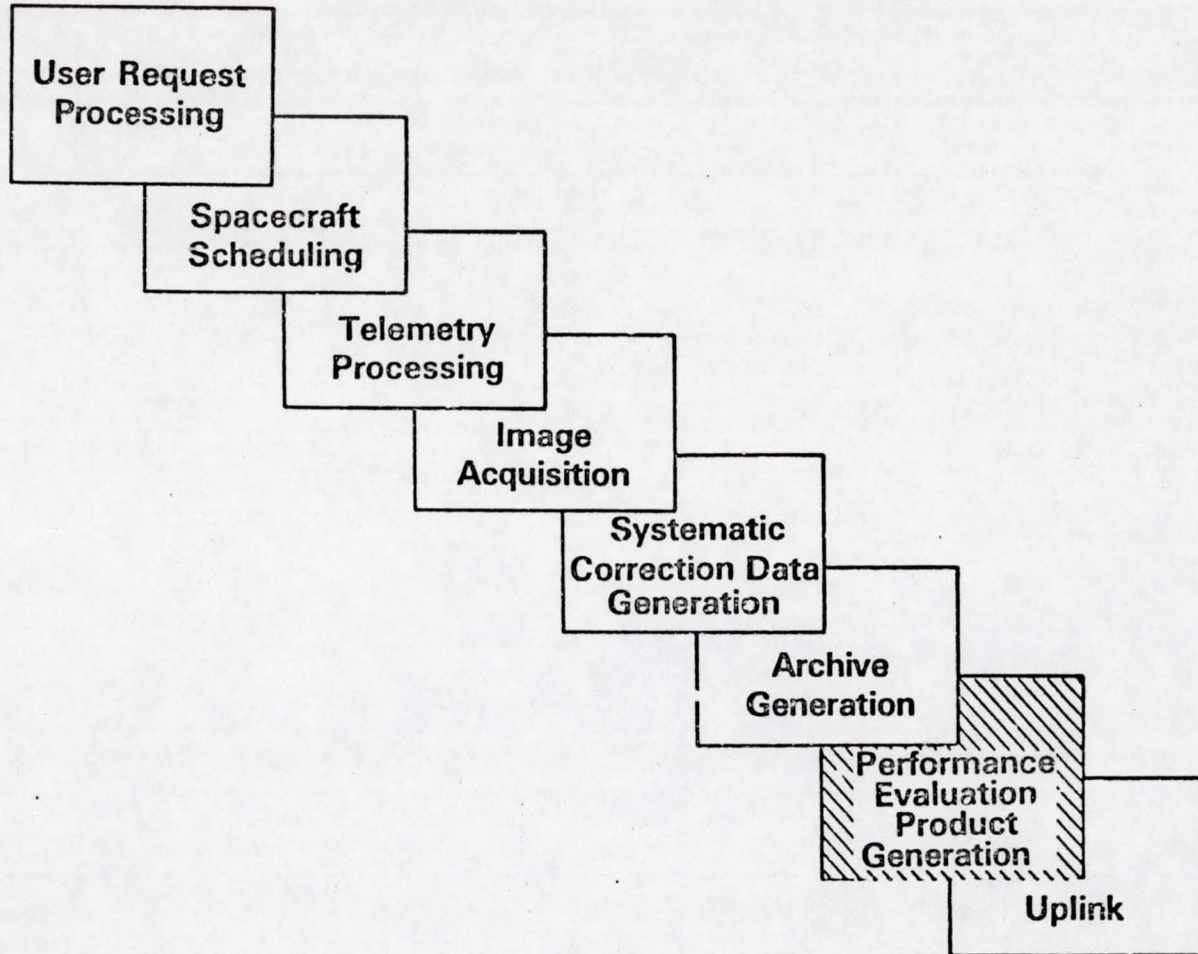 User Request
Processing
Spacecraft
Scheduling
Telemetry
Processing
Image
Acquisition
Systematic
Correction Data
Generation
Archive
Generation
Performance
Evaluation
Product
Generation
Uplink